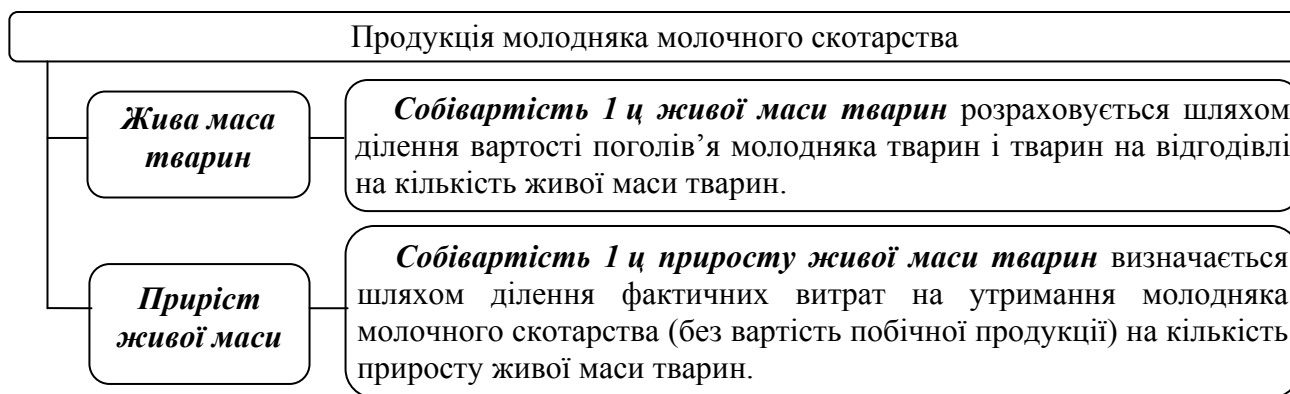 Продукція молодняка молочного скотарства
Жива маса
тварин
Собівартість 1 ц живої маси тварин розраховується шляхом
ділення вартості поголів’я молодняка тварин і тварин на відгодівлі
на кількість живої маси тварин.
Приріст
живої маси
Собівартість 1 ц приросту живої маси тварин визначається
шляхом ділення фактичних витрат на утримання молодняка
молочного скотарства (без вартість побічної продукції) на кількість
приросту живої маси тварин.